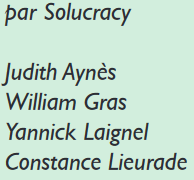 par Solucracy
Judith Aynès
William Gras
Yannick Laignel
Constance Lieurade